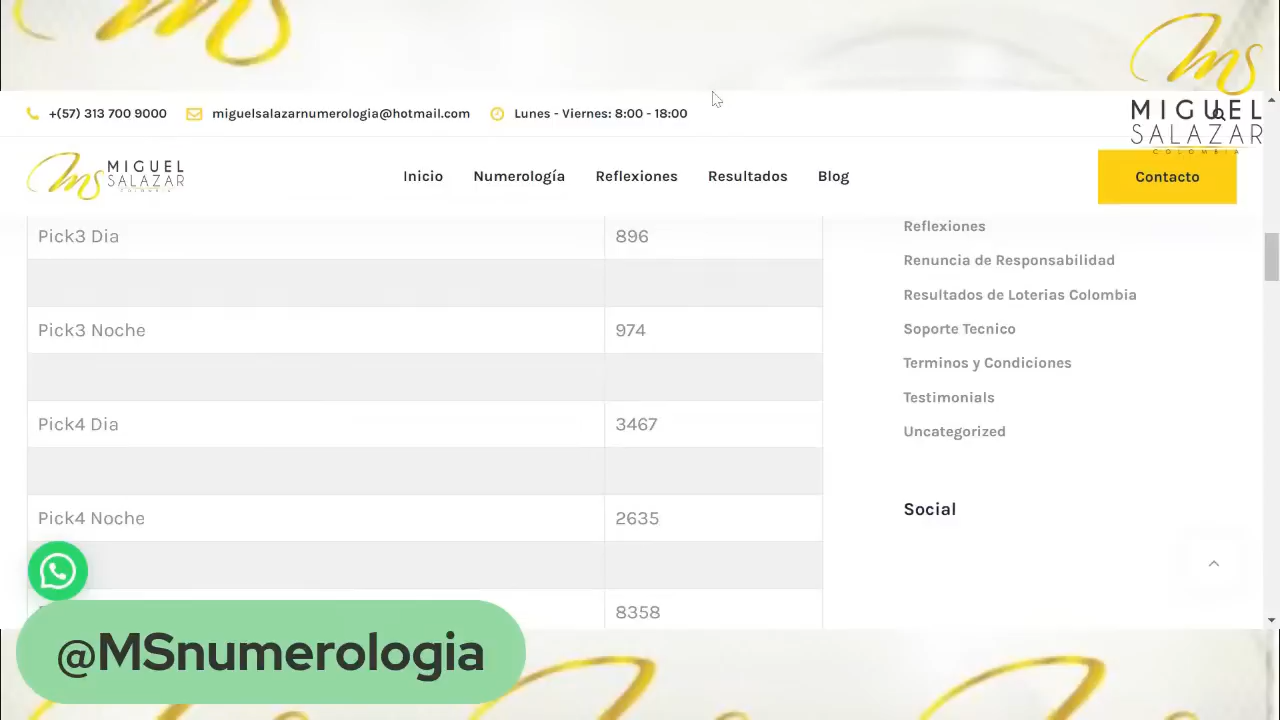 MIGUEL
SALAZAR
COLOMBIA
+(57) 313 700 9000
miguelsalazarnumerologia@hotmail.com
Lunes - Viernes: 8:00 - 18:00
MIGUEL
SALAZAR
Inicio
Numerología
Reflexiones
Resultados
Blog
Contacto
Pick3 Dia 896
Pick3 Noche 974
Pick4 Dia 3467
Pick4 Noche 2635
8358
Reflexiones
Renuncia de Responsabilidad
Resultados de Loterias Colombia
Soporte Tecnico
Terminos y Condiciones
Testimonials
Uncategorized
Social
@MSnumerologia